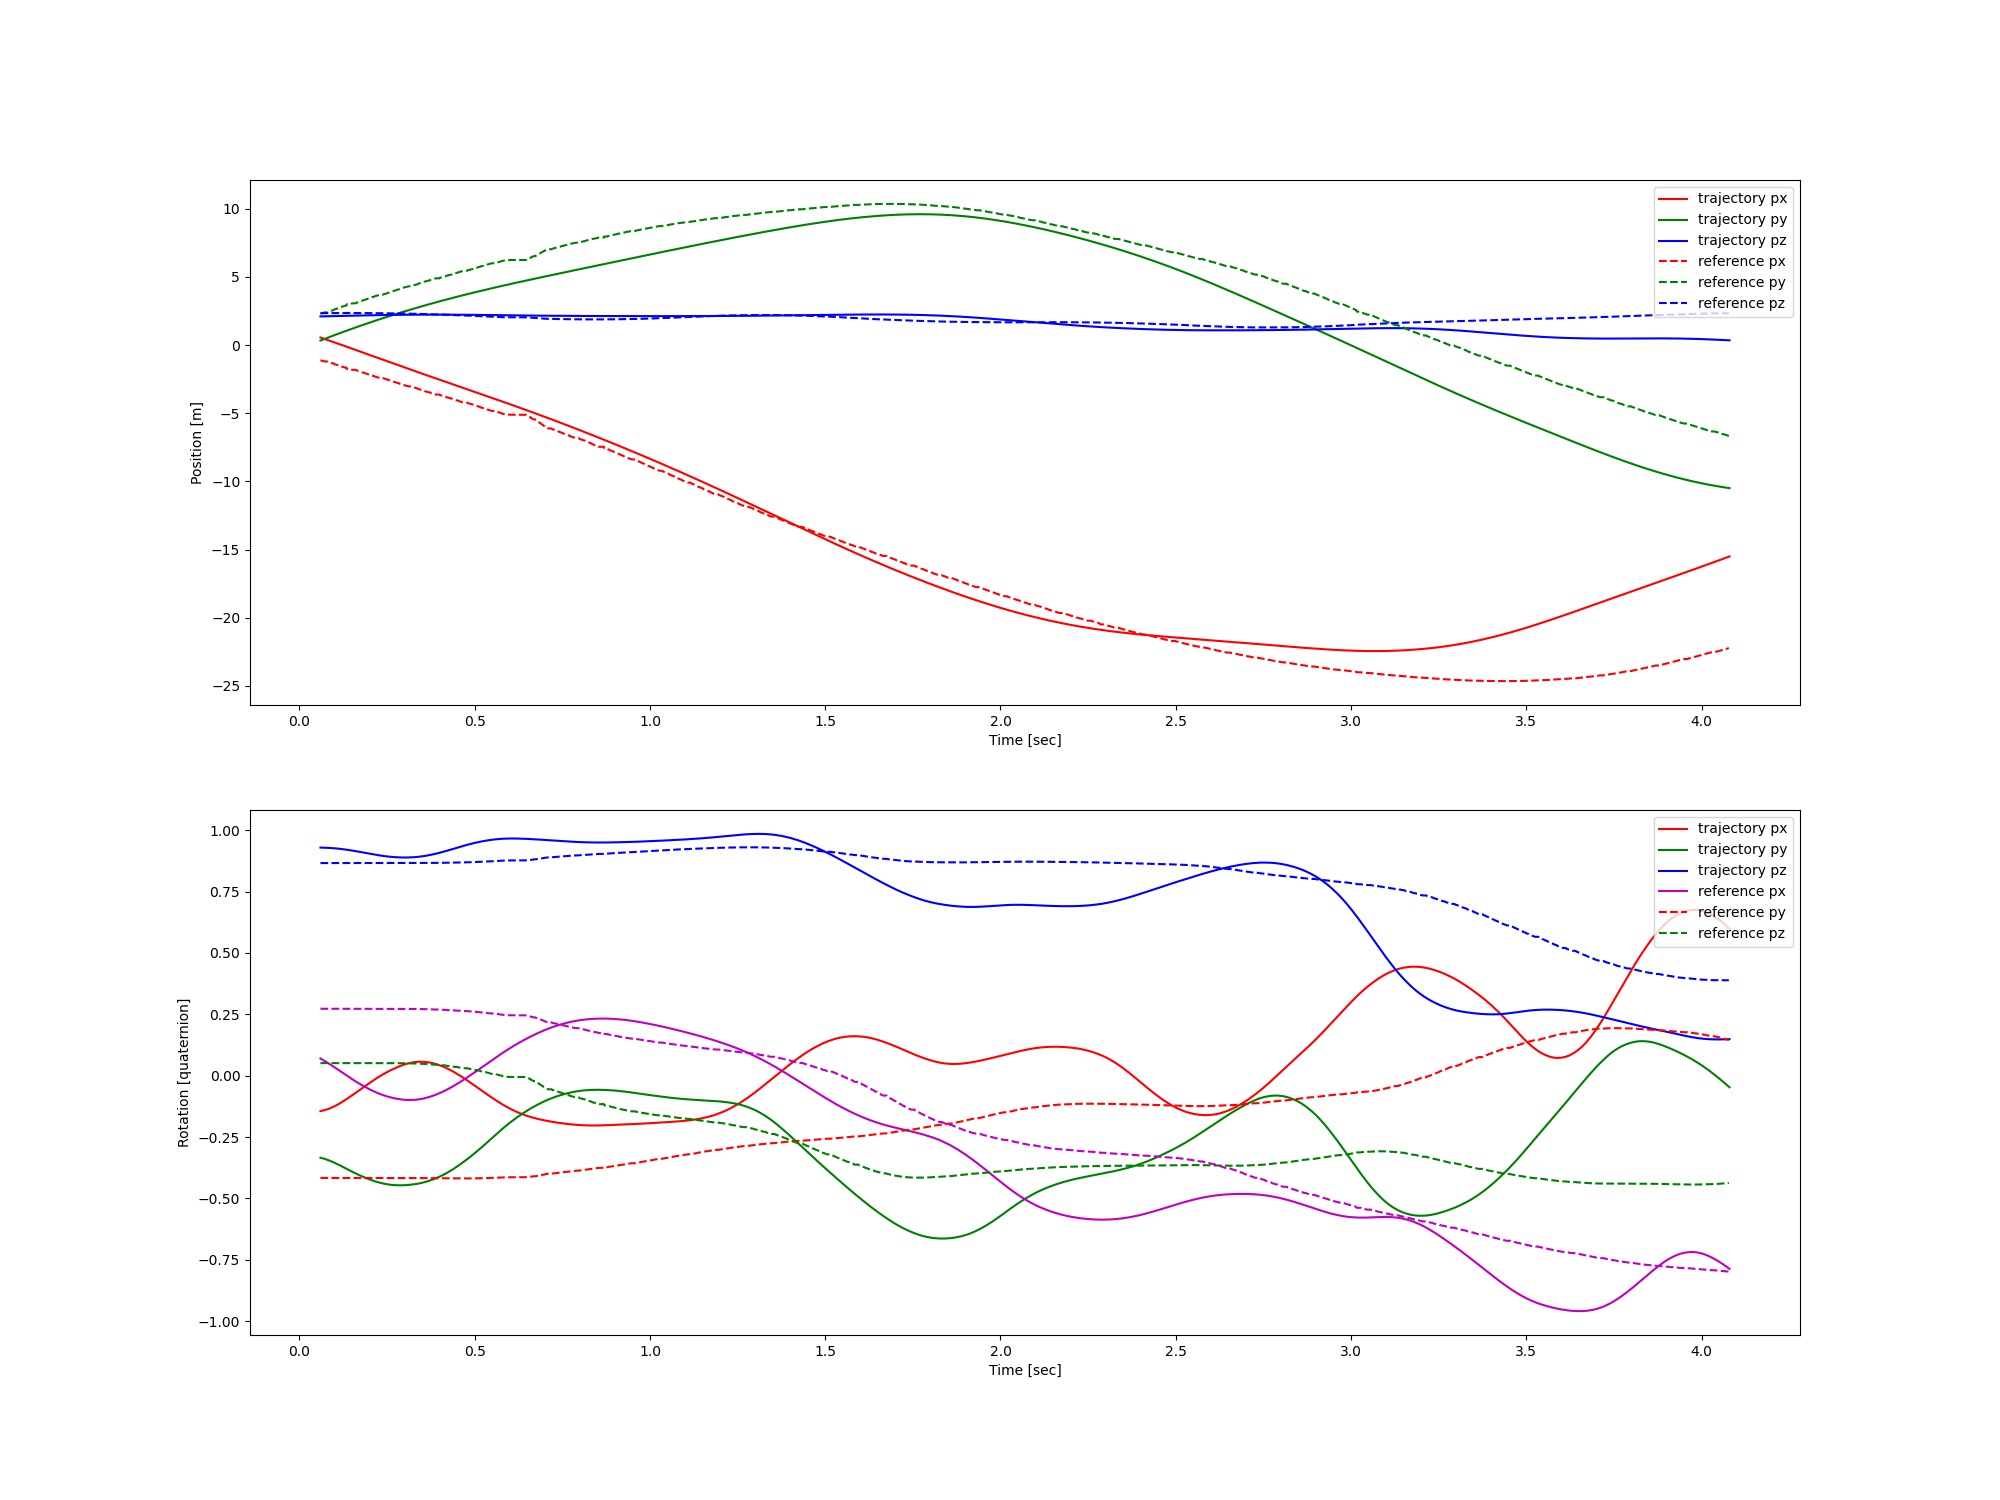 10
5
0
−5
−10
−15
−20
−25
Position [m]
trajectory px
trajectory py
trajectory pz
reference px
reference py
reference pz
0.0 0.5 1.0 1.5 2.0 2.5 3.0 3.5 4.0
Time [sec]
1.00
0.75
0.50
0.25
0.00
−0.25
−0.50
−0.75
−1.00
Rotation [quaternion]
trajectory px
trajectory py
trajectory pz
reference px
reference py
reference pz
0.0 0.5 1.0 1.5 2.0 2.5 3.0 3.5 4.0
Time [sec]